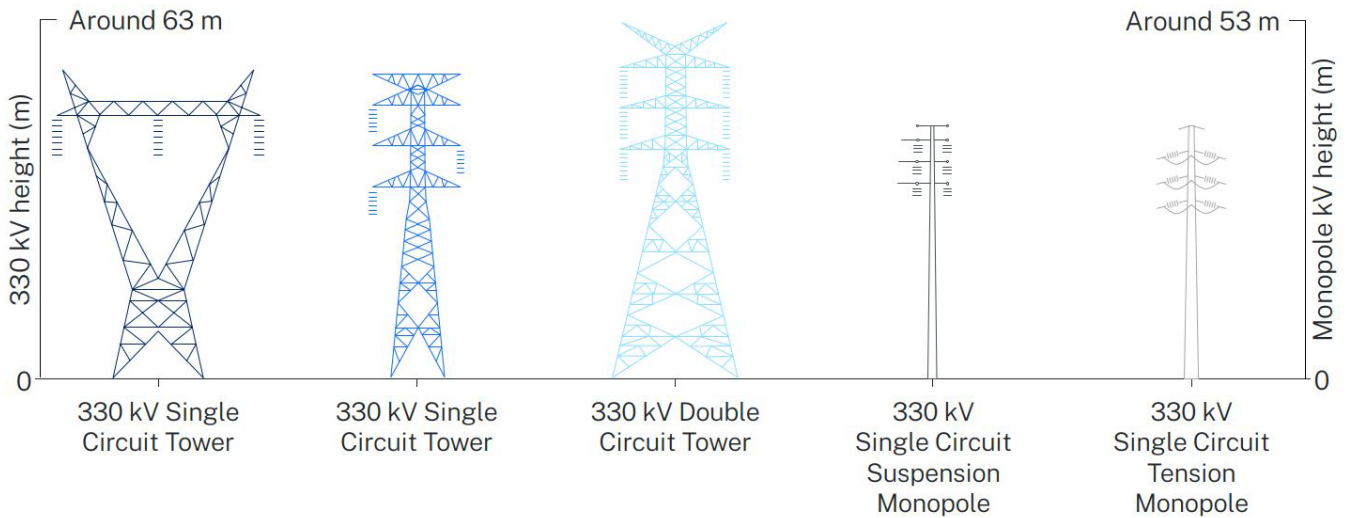 Around 63 m
Around 53 m
330 kV height (m)
Monopole kV height (m)
0
0
330 kV Single
Circuit Tower
330 kV Single
Circuit Tower
330 kV Double
Circuit Tower
330 kV
Single Circuit
Suspension
Monopole
330 kV
Single Circuit
Tension
Monopole